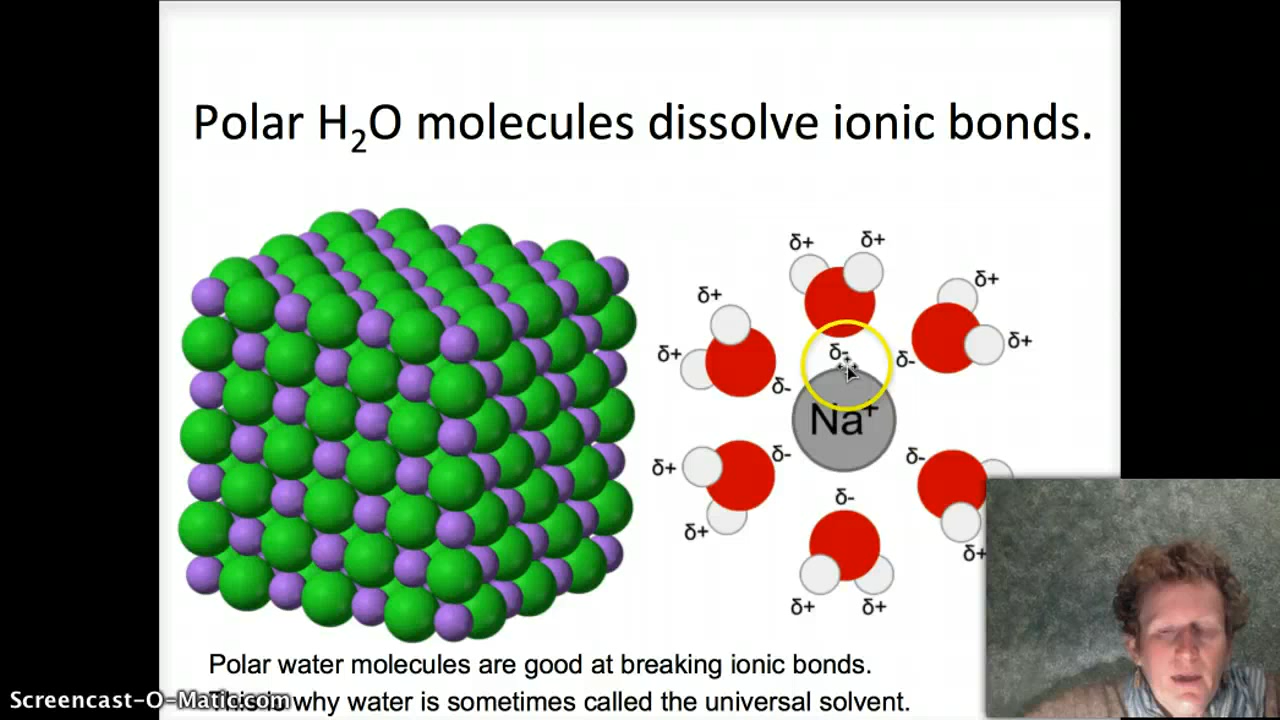 Polar H₂O molecules dissolve ionic bonds.
δ+ δ+
δ+ δ+
δ+ δ- δ- δ+
δ-
Na⁺
δ- δ-
δ+
δ-
δ+ δ+
δ+ δ+
Polar water molecules are good at breaking ionic bonds.
This is why water is sometimes called the universal solvent.
Screencast-O-Matic.com